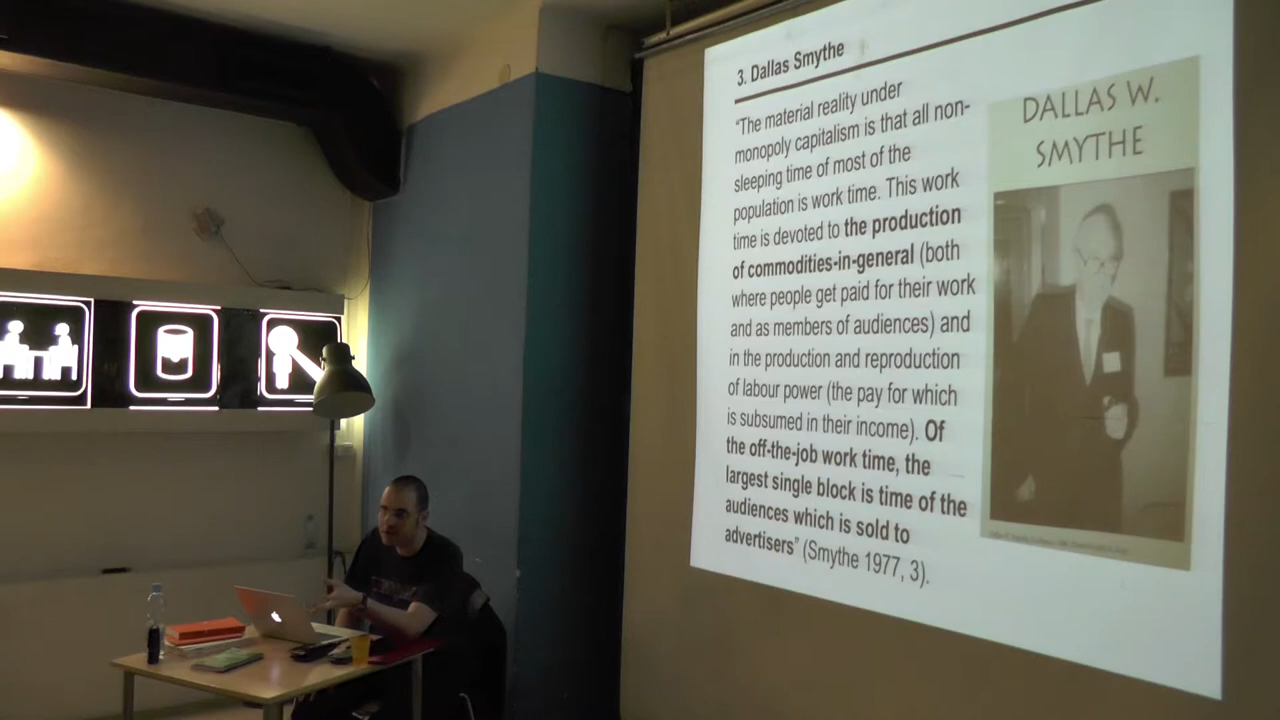 3. Dallas Smythe
“The material reality under
monopoly capitalism is that all non-
sleeping time of most of the
population is work time. This work
time is devoted to the production
of commodities-in-general (both
where people get paid for their work
and as members of audiences) and
in the production and reproduction
of labour power (the pay for which
is subsumed in their income). Of
the off-the-job work time, the
largest single block is time of the
audiences which is sold to
advertisers” (Smythe 1977, 3).
DALLAS W.
SMYTHE